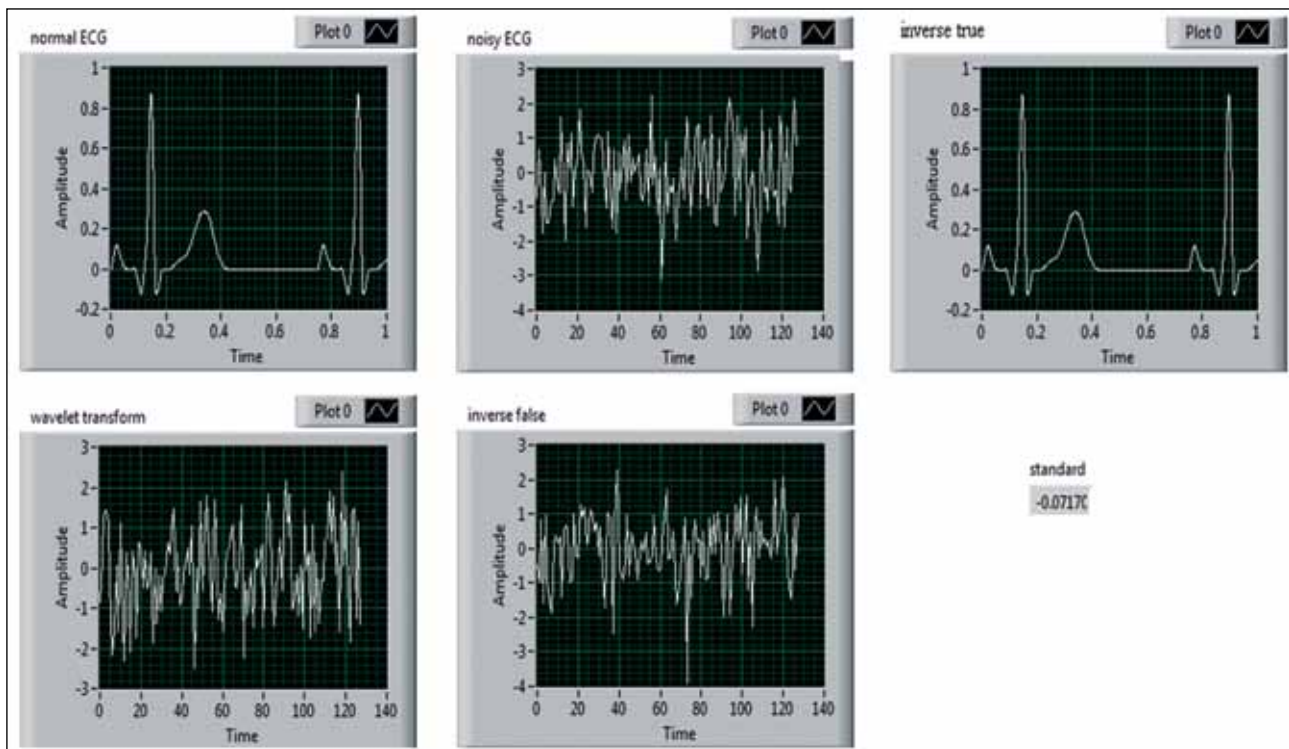 normal ECG
Plot 0
Amplitude
1
0.8
0.6
0.4
0.2
0
-0.2
0 0.2 0.4 0.6 0.8 1
Time
noisy ECG
Plot 0
Amplitude
3
2
1
0
-1
-2
-3
-4
0 20 40 60 80 100 120 140
Time
inverse true
Plot 0
Amplitude
1
0.8
0.6
0.4
0.2
0
-0.2
0 0.2 0.4 0.6 0.8 1
Time
wavelet transform
Plot 0
Amplitude
3
2
1
0
-1
-2
-3
0 20 40 60 80 100 120 140
Time
inverse false
Plot 0
Amplitude
3
2
1
0
-1
-2
-3
-4
0 20 40 60 80 100 120 140
Time
standard
-0.0717